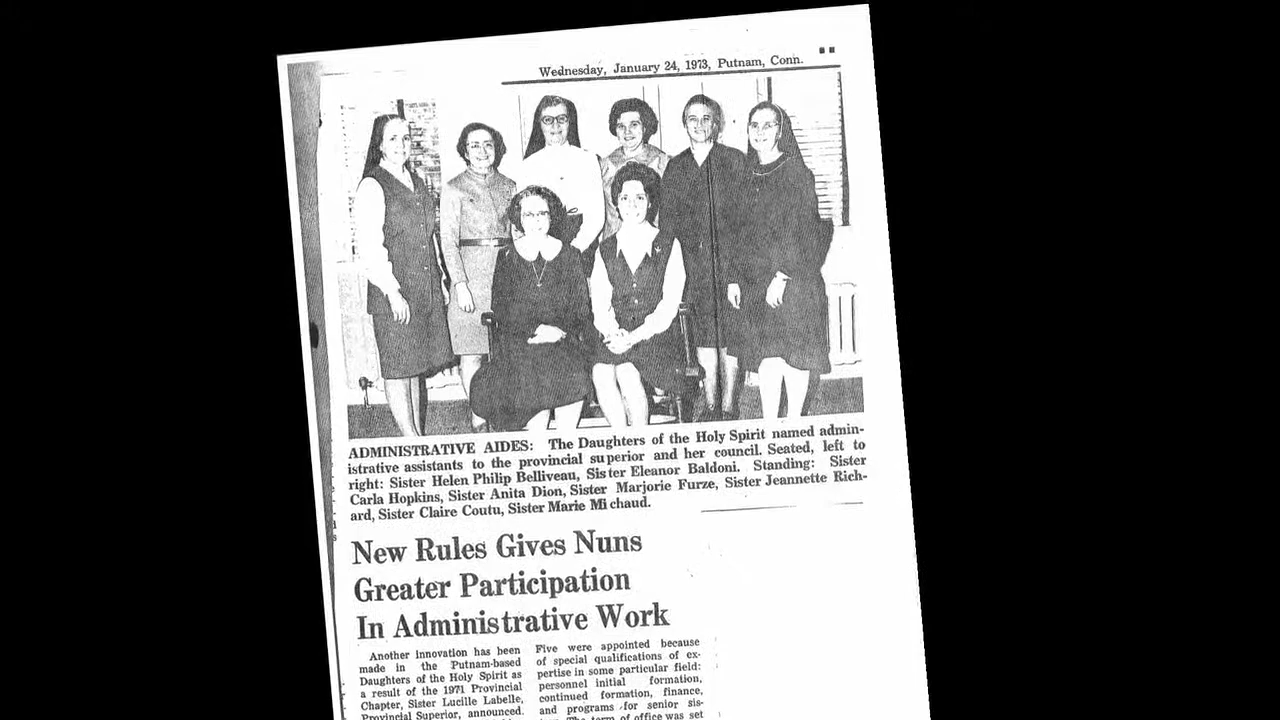 Wednesday, January 24, 1973, Putnam, Conn.
ADMINISTRATIVE AIDES: The Daughters of the Holy Spirit named admin-
istrative assistants to the provincial superior and her council. Seated, left to
right: Sister Helen Philip Belliveau, Sister Eleanor Baldoni. Standing: Sister
Carla Hopkins, Sister Anita Dion, Sister Marjorie Furze, Sister Jeannette Rich-
ard, Sister Claire Coutu, Sister Marie Michaud.
New Rules Gives Nuns
Greater Participation
In Administrative Work
Another innovation has been
made in the Putnam-based
Daughters of the Holy Spirit as
a result of the 1971 Provincial
Chapter, Sister Lucille Labelle,
Provincial Superior, announced.
Five were appointed because
of special qualifications of ex-
pertise in some particular field:
personnel initial formation,
continued formation, finance,
and programs for senior sis-
The term of office was set